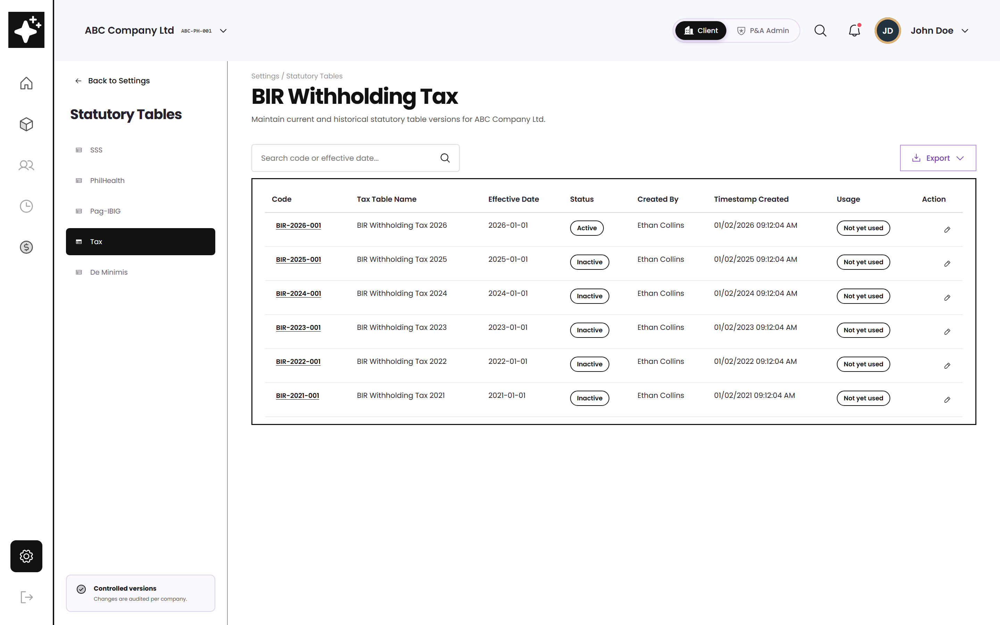 ABC Company Ltd ABC-PH-001
Client
P&A Admin
JD
John Doe
Back to Settings
Statutory Tables
SSS
PhilHealth
Pag-IBIG
Tax
De Minimis
Controlled versions
Changes are audited per company.
Settings / Statutory Tables
BIR Withholding Tax
Maintain current and historical statutory table versions for ABC Company Ltd.
Search code or effective date...
Export
Code Tax Table Name Effective Date Status Created By Timestamp Created Usage Action
BIR-2026-001 BIR Withholding Tax 2026 2026-01-01 Active Ethan Collins 01/02/2026 09:12:04 AM Not yet used
BIR-2025-001 BIR Withholding Tax 2025 2025-01-01 Inactive Ethan Collins 01/02/2025 09:12:04 AM Not yet used
BIR-2024-001 BIR Withholding Tax 2024 2024-01-01 Inactive Ethan Collins 01/02/2024 09:12:04 AM Not yet used
BIR-2023-001 BIR Withholding Tax 2023 2023-01-01 Inactive Ethan Collins 01/02/2023 09:12:04 AM Not yet used
BIR-2022-001 BIR Withholding Tax 2022 2022-01-01 Inactive Ethan Collins 01/02/2022 09:12:04 AM Not yet used
BIR-2021-001 BIR Withholding Tax 2021 2021-01-01 Inactive Ethan Collins 01/02/2021 09:12:04 AM Not yet used